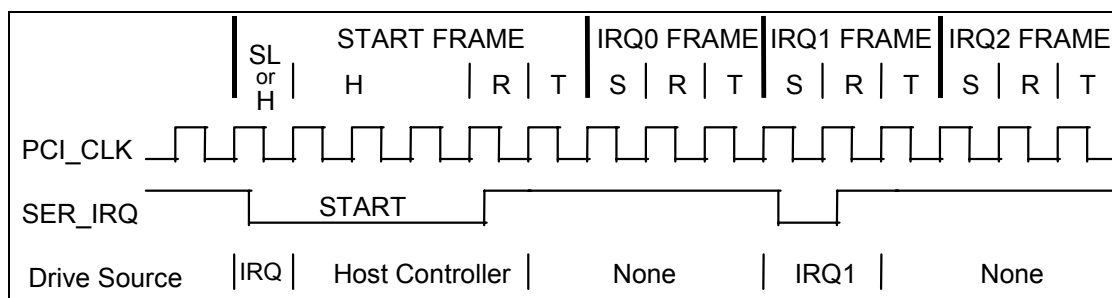 START FRAME IRQ0 FRAME IRQ1 FRAME IRQ2 FRAME
SL
or
H
H R T S R T S R T S R T
PCI_CLK
SER_IRQ START
Drive Source IRQ Host Controller None IRQ1 None